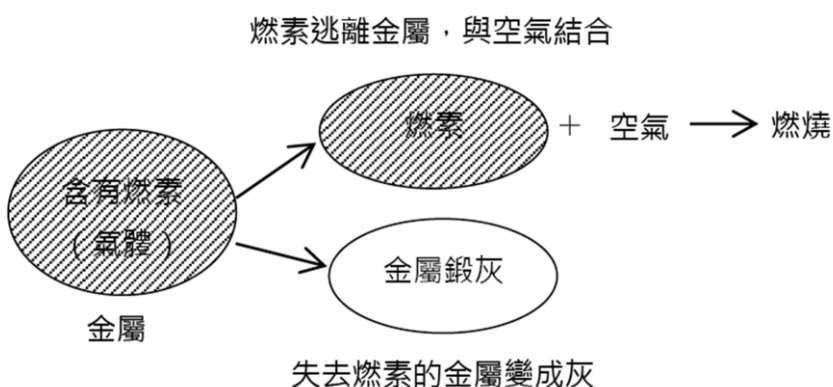 燃素逃離金屬，與空氣結合
燃素 + 空氣 → 燃燒
含有燃素
（氣體）
金屬鍛灰
金屬
失去燃素的金屬變成灰